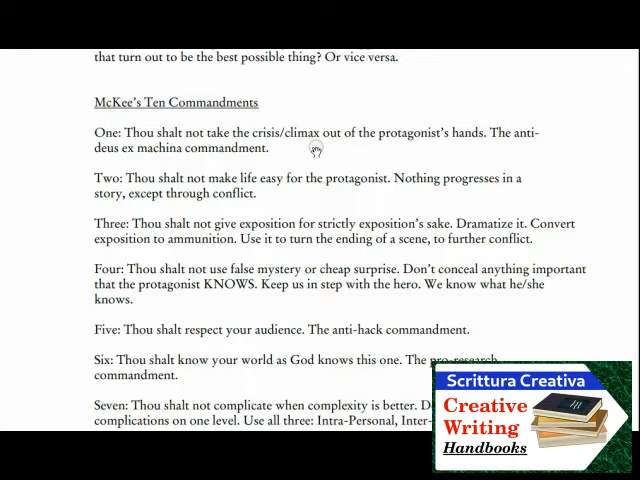 that turn out to be the best possible thing? Or vice versa.
McKee's Ten Commandments
One: Thou shalt not take the crisis/climax out of the protagonist's hands. The anti-
deus ex machina commandment.
Two: Thou shalt not make life easy for the protagonist. Nothing progresses in a
story, except through conflict.
Three: Thou shalt not give exposition for strictly exposition's sake. Dramatize it. Convert
exposition to ammunition. Use it to turn the ending of a scene, to further conflict.
Four: Thou shalt not use false mystery or cheap surprise. Don't conceal anything important
that the protagonist KNOWS. Keep us in step with the hero. We know what he/she
knows.
Five: Thou shalt respect your audience. The anti-hack commandment.
Six: Thou shalt know your world as God knows this one. The pro-research
commandment.
Seven: Thou shalt not complicate when complexity is better.
complications on one level. Use all three: Intra-Personal, Inter-
Scrittura Creativa
Creative
Writing
Handbooks